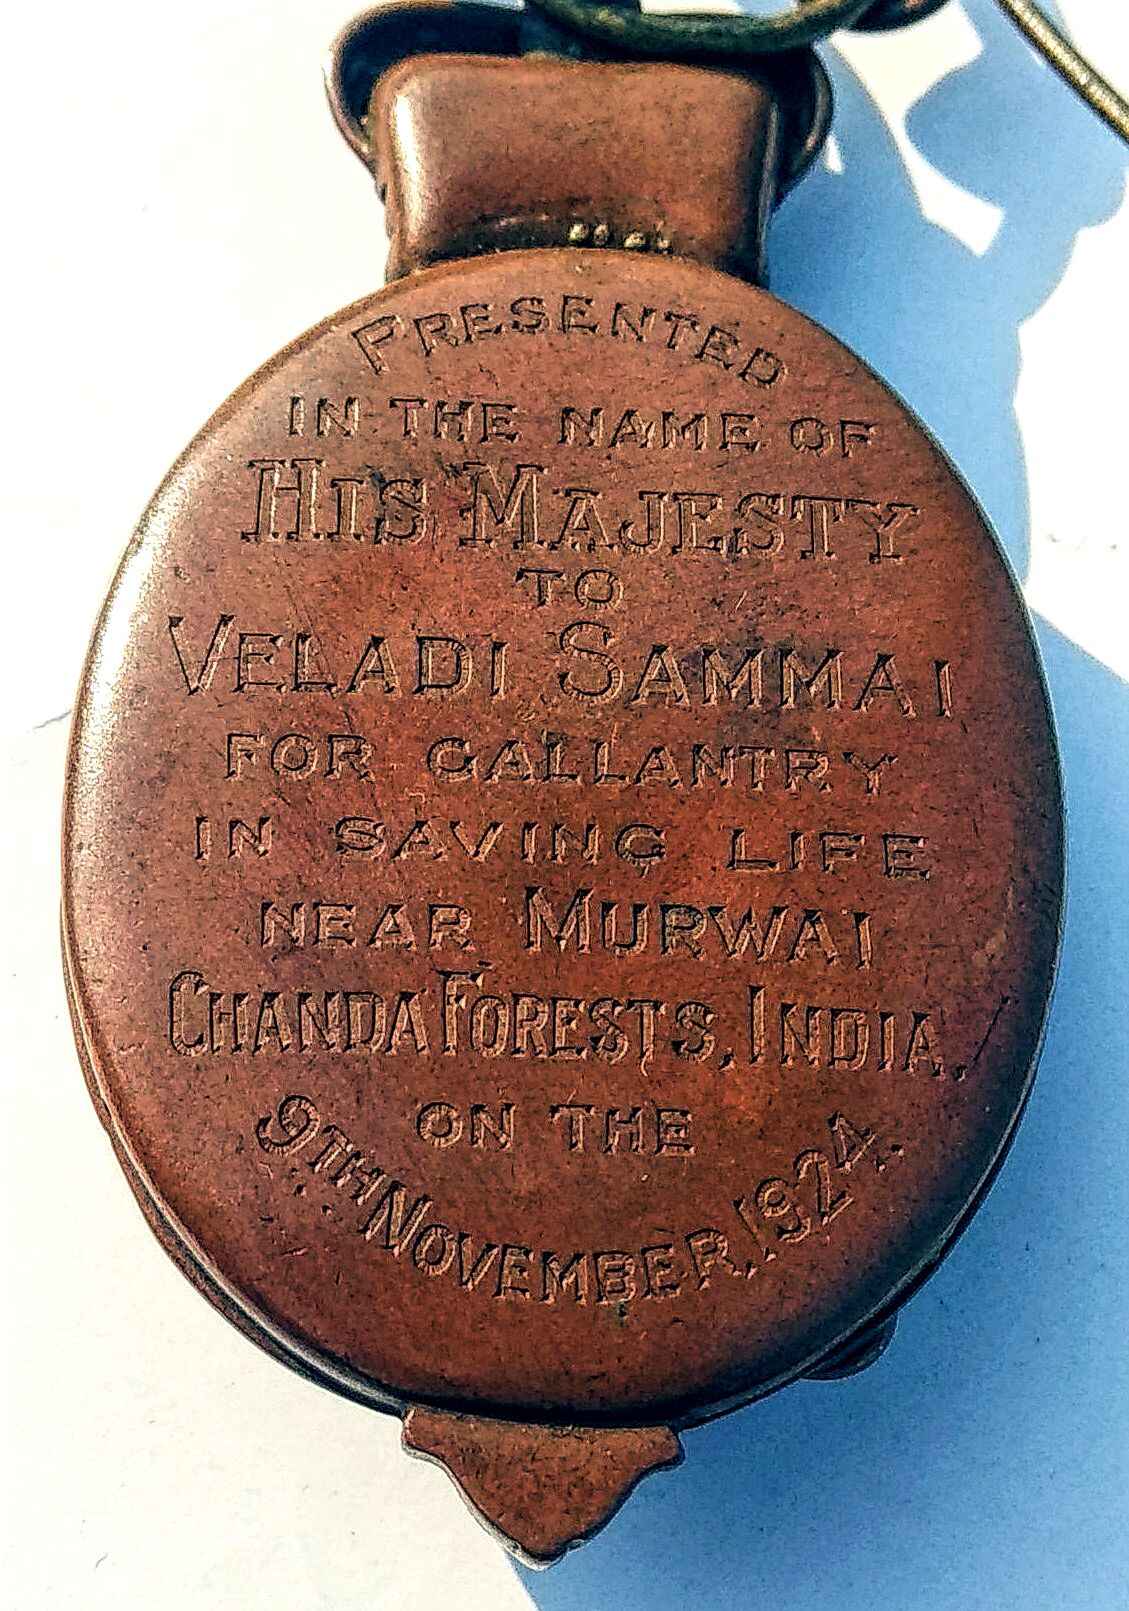 PRESENTED
IN THE NAME OF
HIS MAJESTY
TO
VELADI SAMMAI
FOR GALLANTRY
IN SAVING LIFE
NEAR MURWAI
CHANDA FORESTS, INDIA.
ON THE
9TH NOVEMBER, 1924.